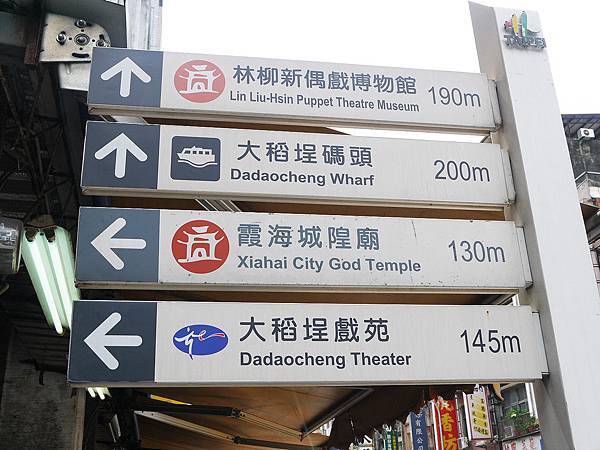 TAIPEI
林柳新偶戲博物館 190m
Lin Liu-Hsin Puppet Theatre Museum
大稻埕碼頭 200m
Dadaocheng Wharf
霞海城隍廟 130m
Xiahai City God Temple
大稻埕戲苑 145m
Dadaocheng Theater